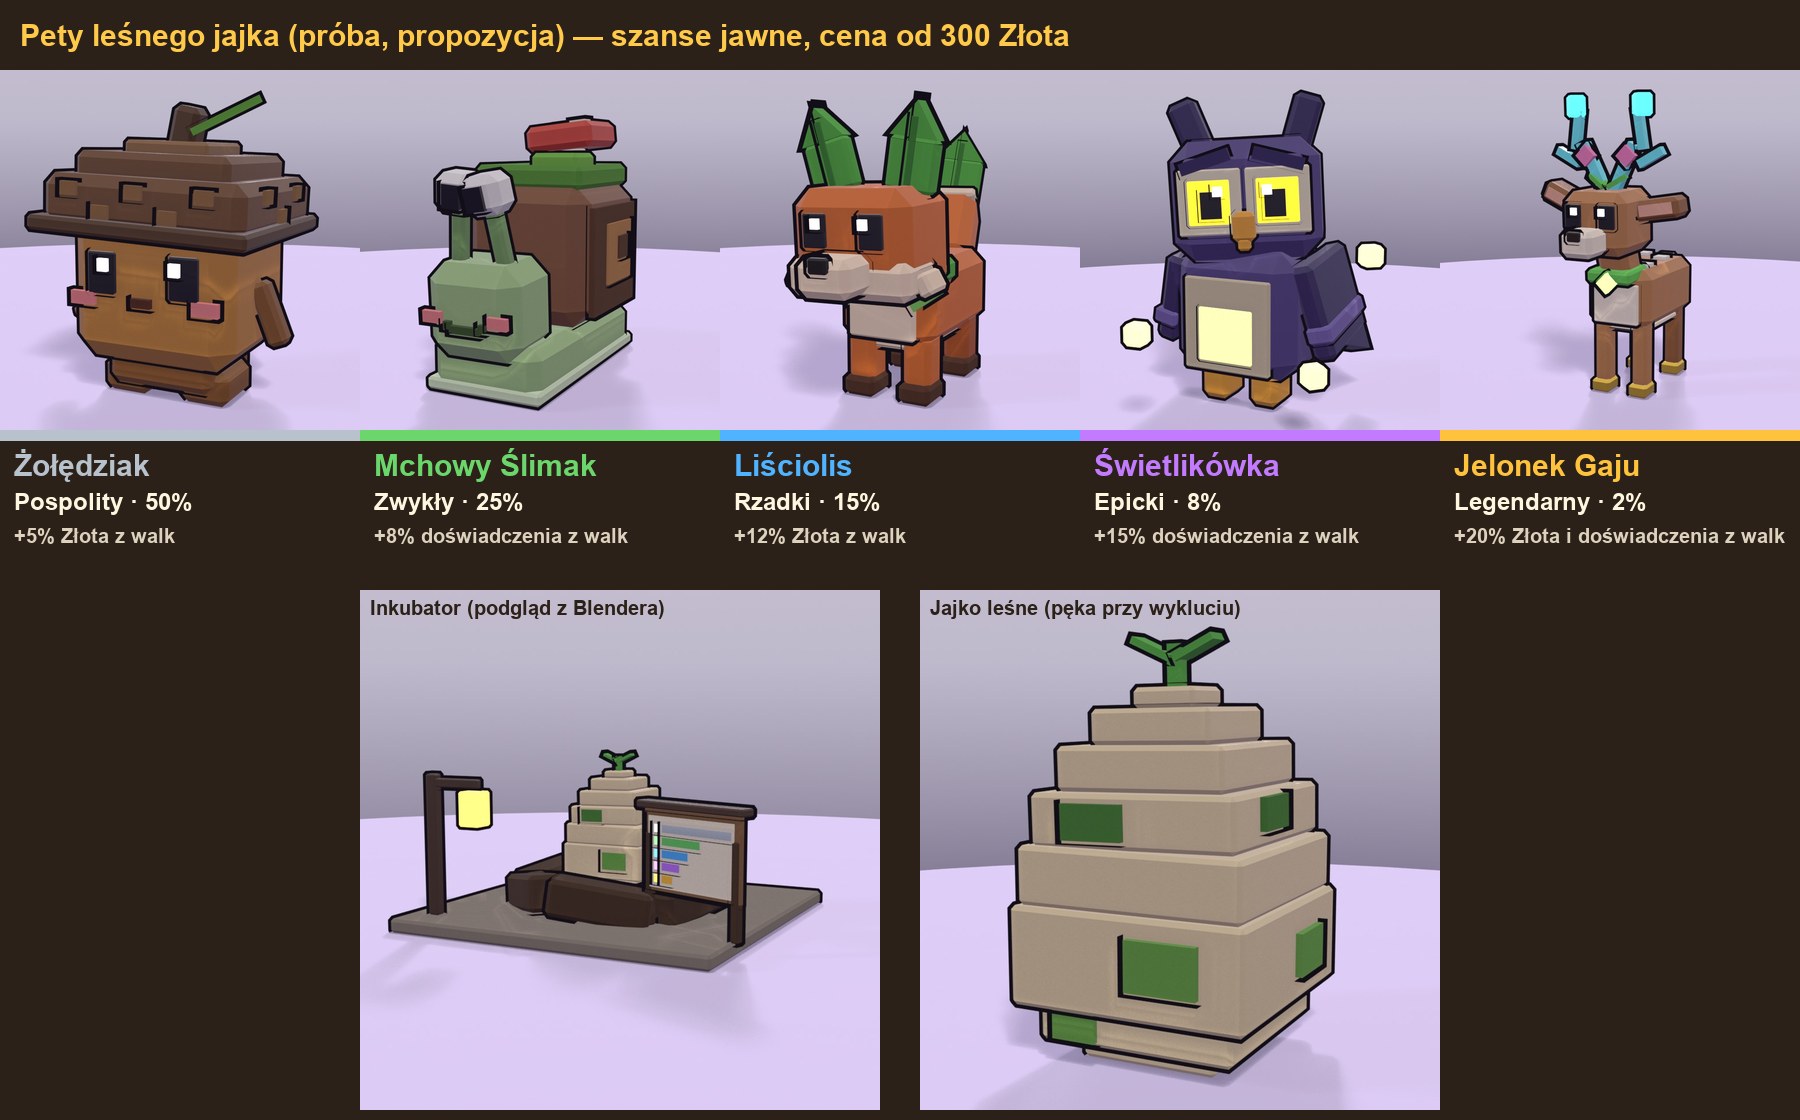 Pety leśnego jajka (próba, propozycja) — szanse jawne, cena od 300 Złota
Żołędziak
Pospolity · 50%
+5% Złota z walk
Mchowy Ślimak
Zwykły · 25%
+8% doświadczenia z walk
Liściolis
Rzadki · 15%
+12% Złota z walk
Świetlikówka
Epicki · 8%
+15% doświadczenia z walk
Jelonek Gaju
Legendarny · 2%
+20% Złota i doświadczenia z walk
Inkubator (podgląd z Blendera)
Jajko leśne (pęka przy wykluciu)